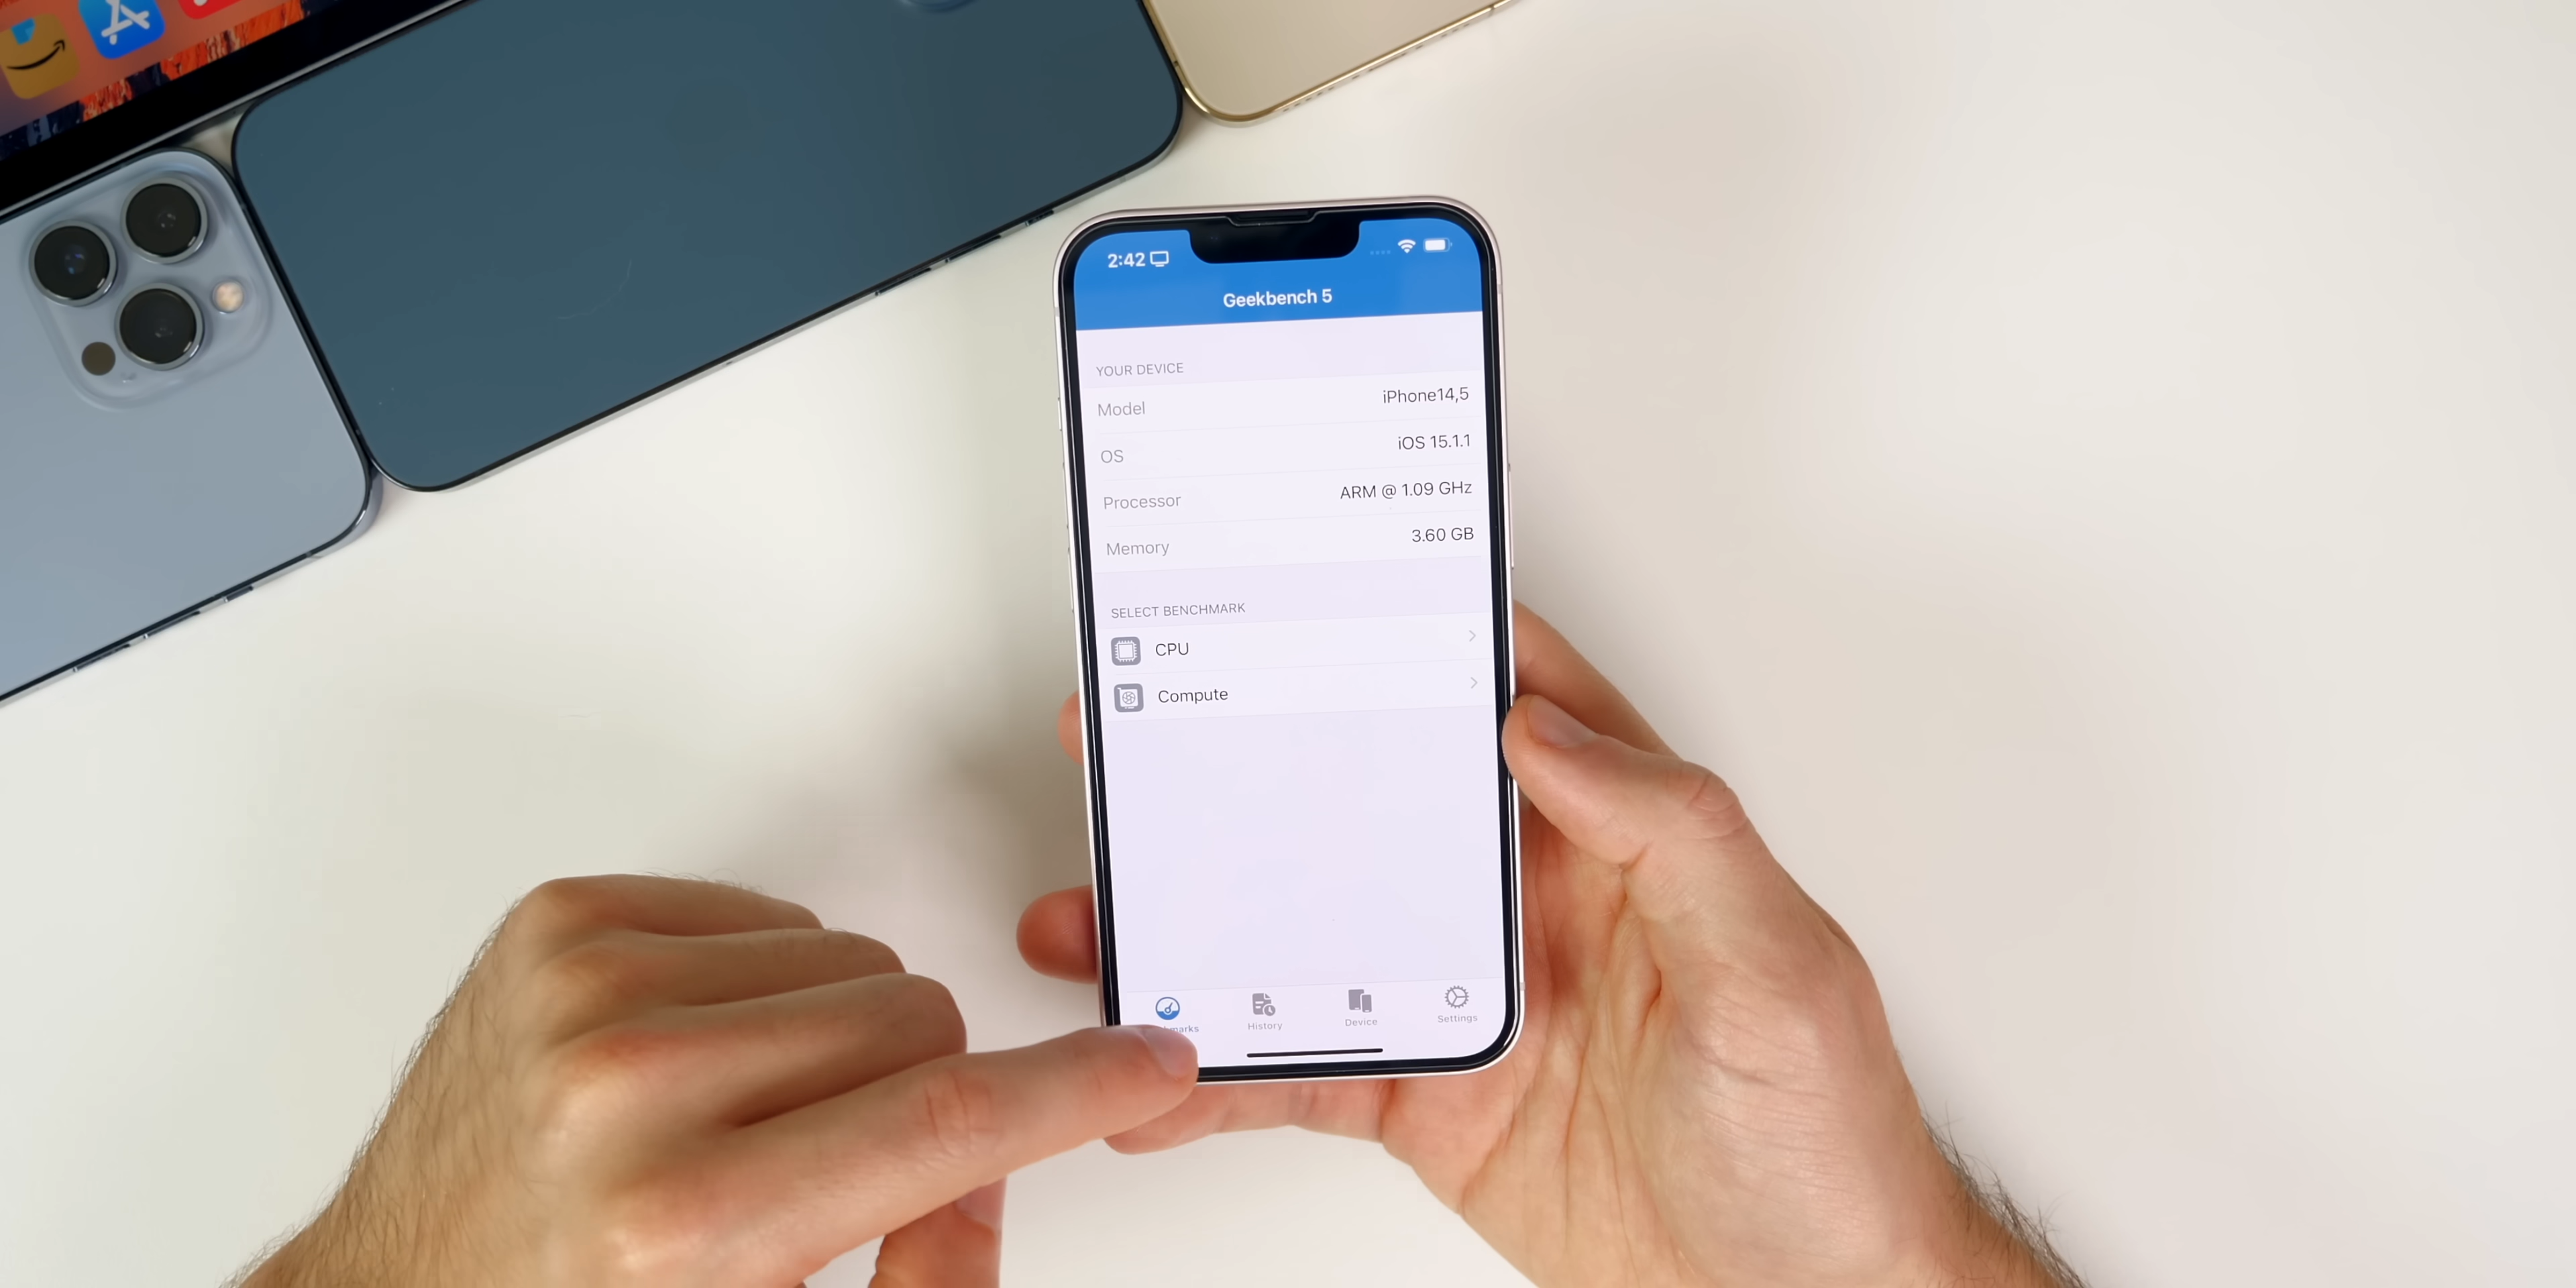 2:42
Geekbench 5
YOUR DEVICE
Model iPhone14,5
OS iOS 15.1.1
Processor ARM @ 1.09 GHz
Memory 3.60 GB
SELECT BENCHMARK
CPU
Compute
History Device Settings